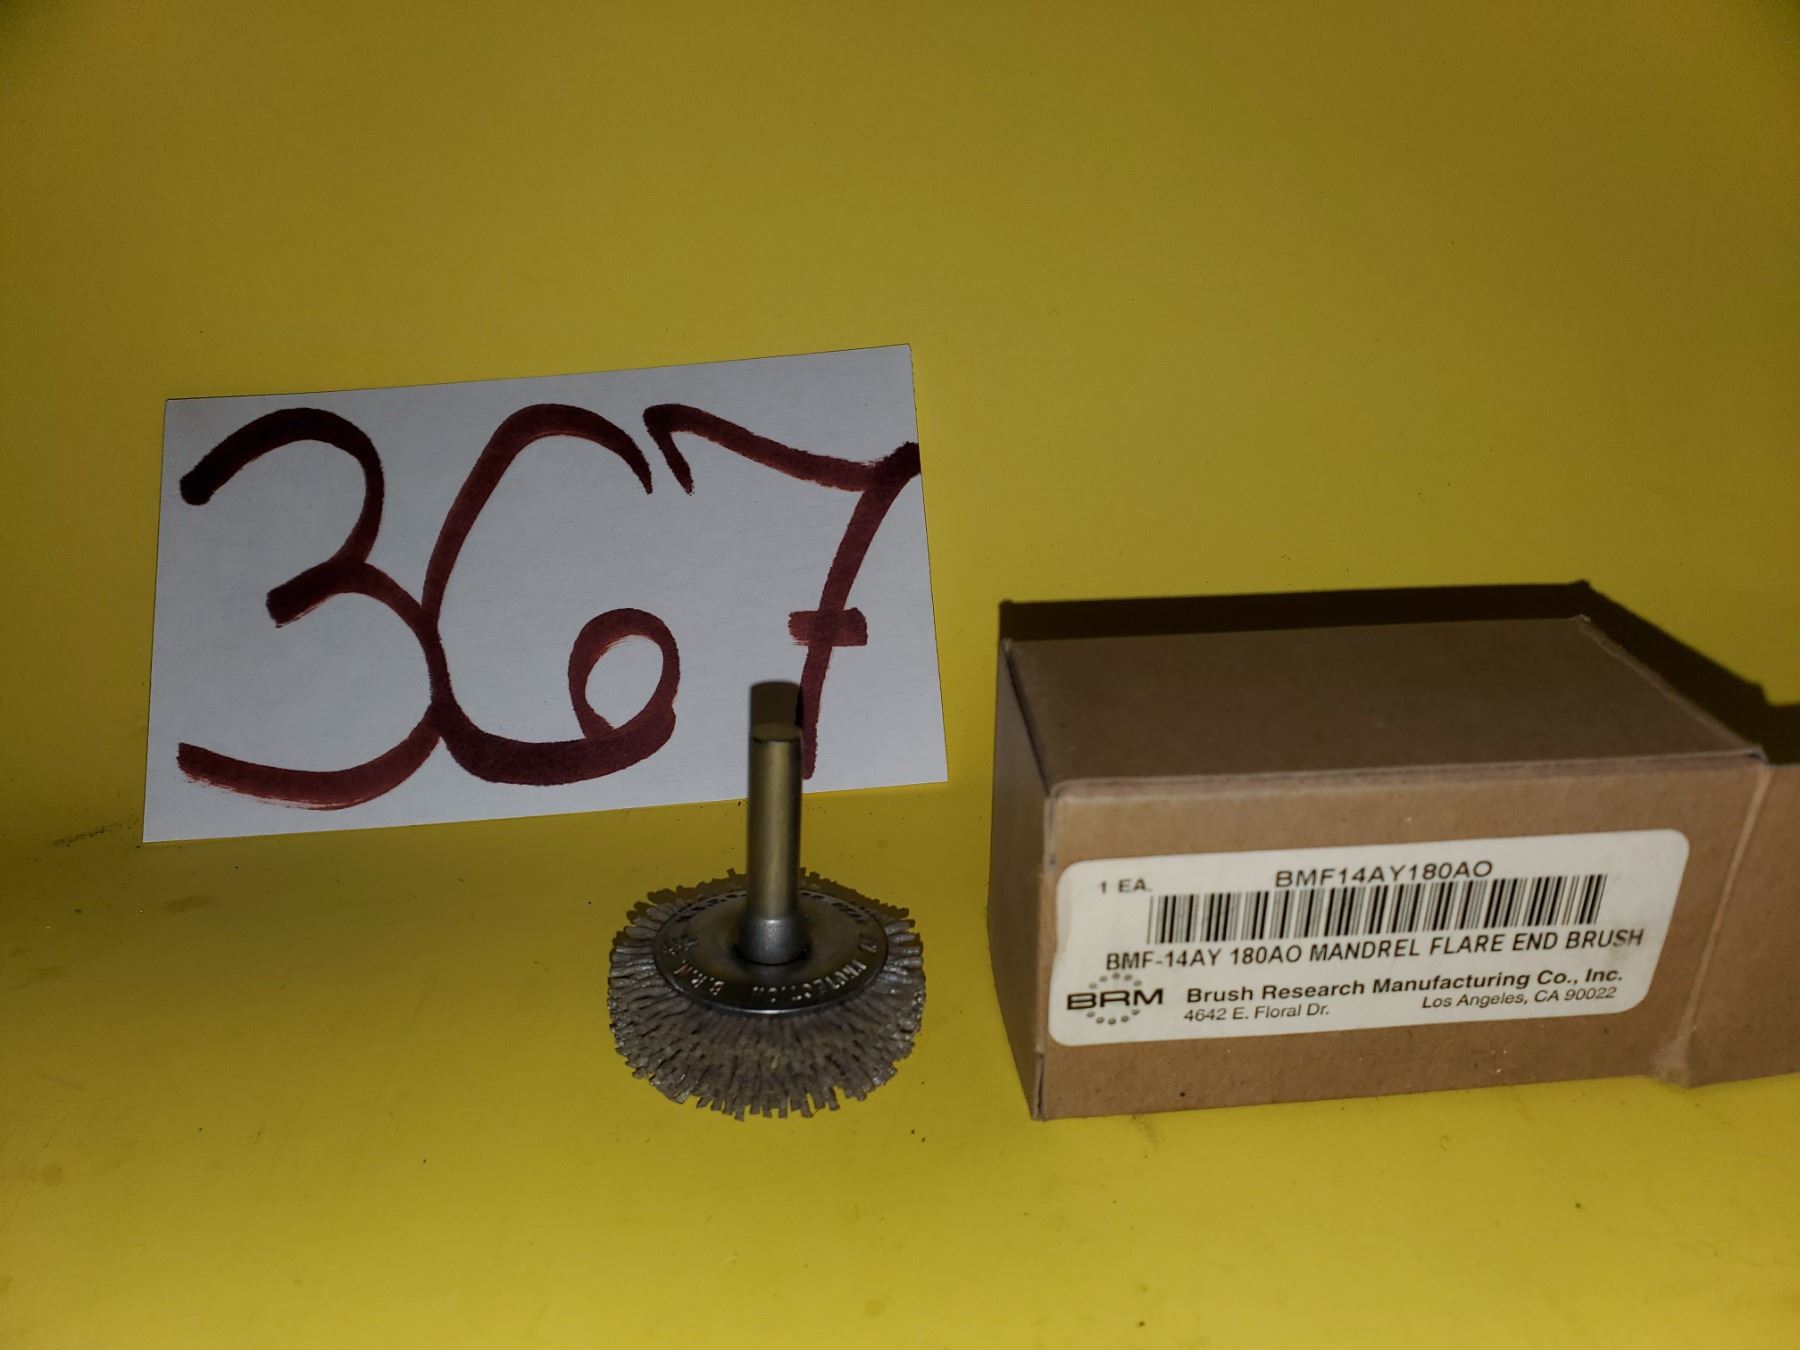 367
1 EA.
BMF14AY180AO
BMF-14AY 180AO MANDREL FLARE END BRUSH
BRM
Brush Research Manufacturing Co., Inc.
4642 E. Floral Dr.
Los Angeles, CA 90022
B.R.M.